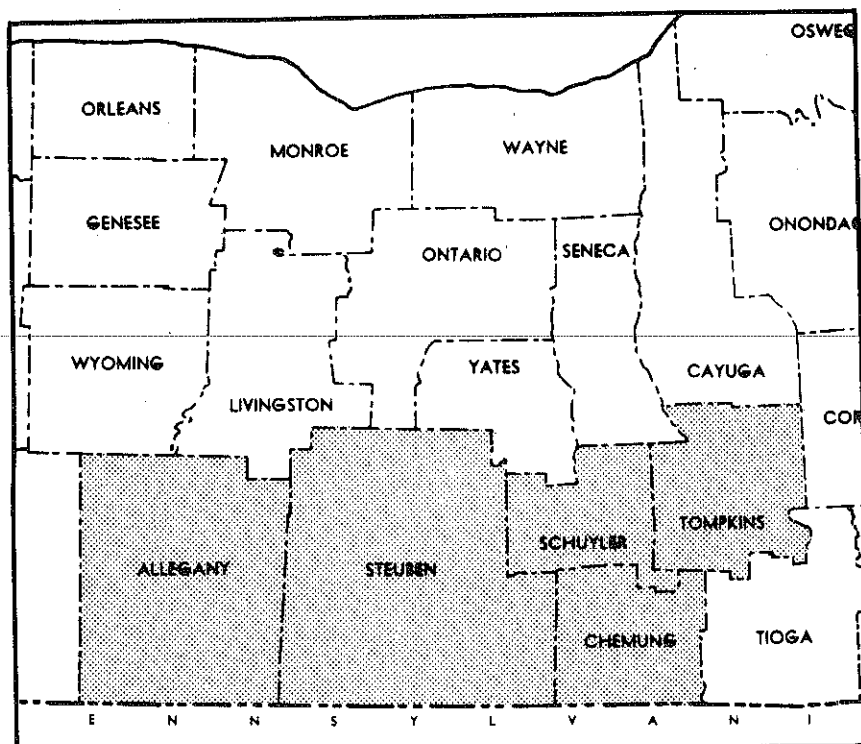 OSWEG
ORLEANS
MONROE
WAYNE
GENESEE
ONONDAG
ONTARIO
SENECA
WYOMING
YATES
CAYUGA
LIVINGSTON
COR
TOMPKINS
SCHUYLER
ALLEGANY
STEUBEN
CHEMUNG
TIOGA
E N N S Y L V A N I